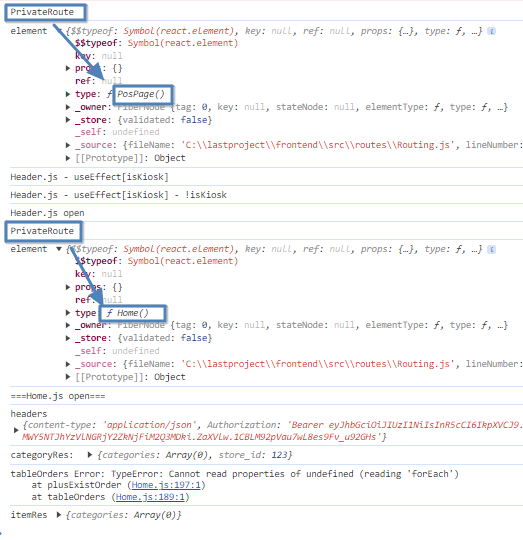 PrivateRoute
element ▼ {$$typeof: Symbol(react.element), key: null, ref: null, props: {…}, type: ƒ, …} i
$$typeof: Symbol(react.element)
key: null
▶ props: {}
ref: null
▶ type: ƒ PosPage()
▶ _owner: FiberNode {tag: 0, key: null, stateNode: null, elementType: ƒ, type: ƒ, …}
▶ _store: {validated: false}
_self: undefined
▶ _source: {fileName: 'C:\\lastproject\\frontend\\src\\routes\\Routing.js', lineNumber:
▶ [[Prototype]]: Object
Header.js - useEffect[isKiosk]
Header.js - useEffect[isKiosk] - !isKiosk
Header.js open
PrivateRoute
element ▼ {$$typeof: Symbol(react.element), key: null, ref: null, props: {…}, type: ƒ, …} i
$$typeof: Symbol(react.element)
key: null
▶ props: {}
ref: null
▶ type: ƒ Home()
▶ _owner: FiberNode {tag: 0, key: null, stateNode: null, elementType: ƒ, type: ƒ, …}
▶ _store: {validated: false}
_self: undefined
▶ _source: {fileName: 'C:\\lastproject\\frontend\\src\\routes\\Routing.js', lineNumber:
▶ [[Prototype]]: Object
===Home.js open===
headers
▶ {content-type: 'application/json', Authorization: 'Bearer
categoryRes: ▶ {categories: Array(0), store_id: 123}
tableOrders Error: TypeError: Cannot read properties of undefined (reading 'forEach')
at plusExistOrder (Home.js:197:1)
at tableOrders (Home.js:189:1)
itemRes ▶ {categories: Array(0)}